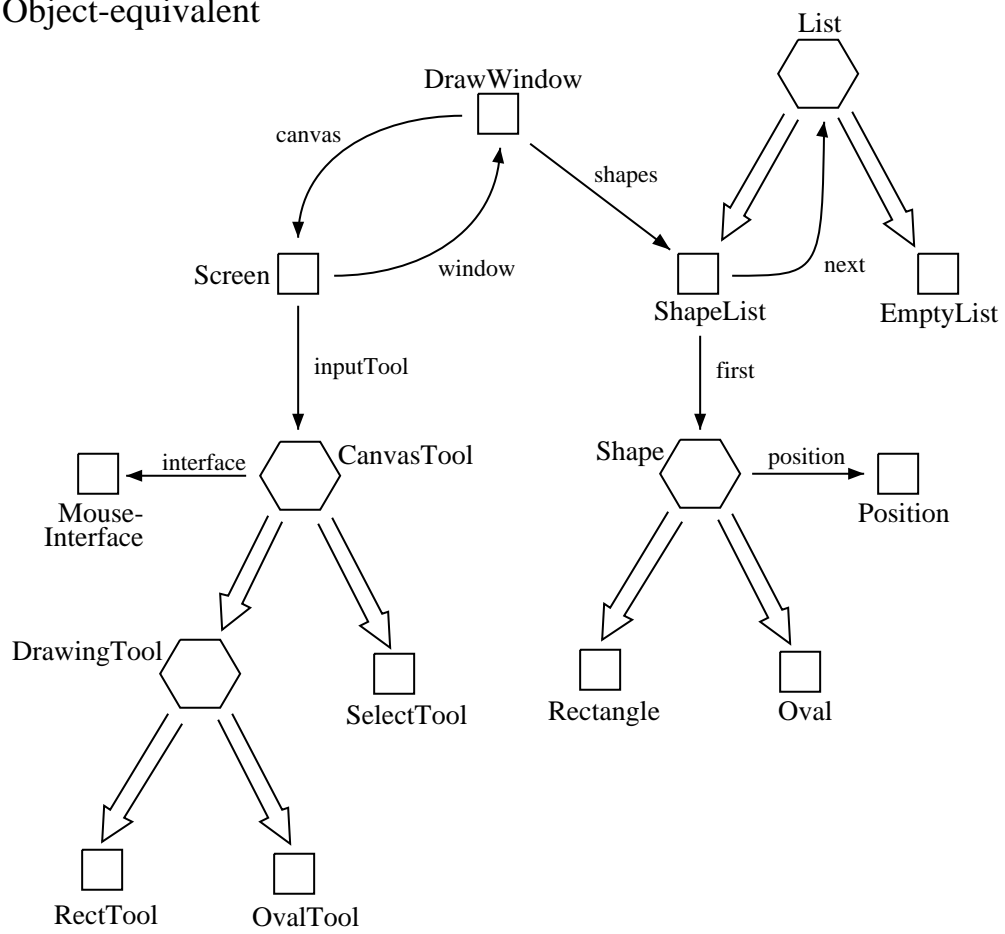 Object-equivalent
List
DrawWindow
canvas
shapes
Screen
window
next
ShapeList
EmptyList
inputTool
first
CanvasTool
Shape
interface
position
Mouse-
Interface
Position
DrawingTool
SelectTool
Rectangle
Oval
RectTool
OvalTool